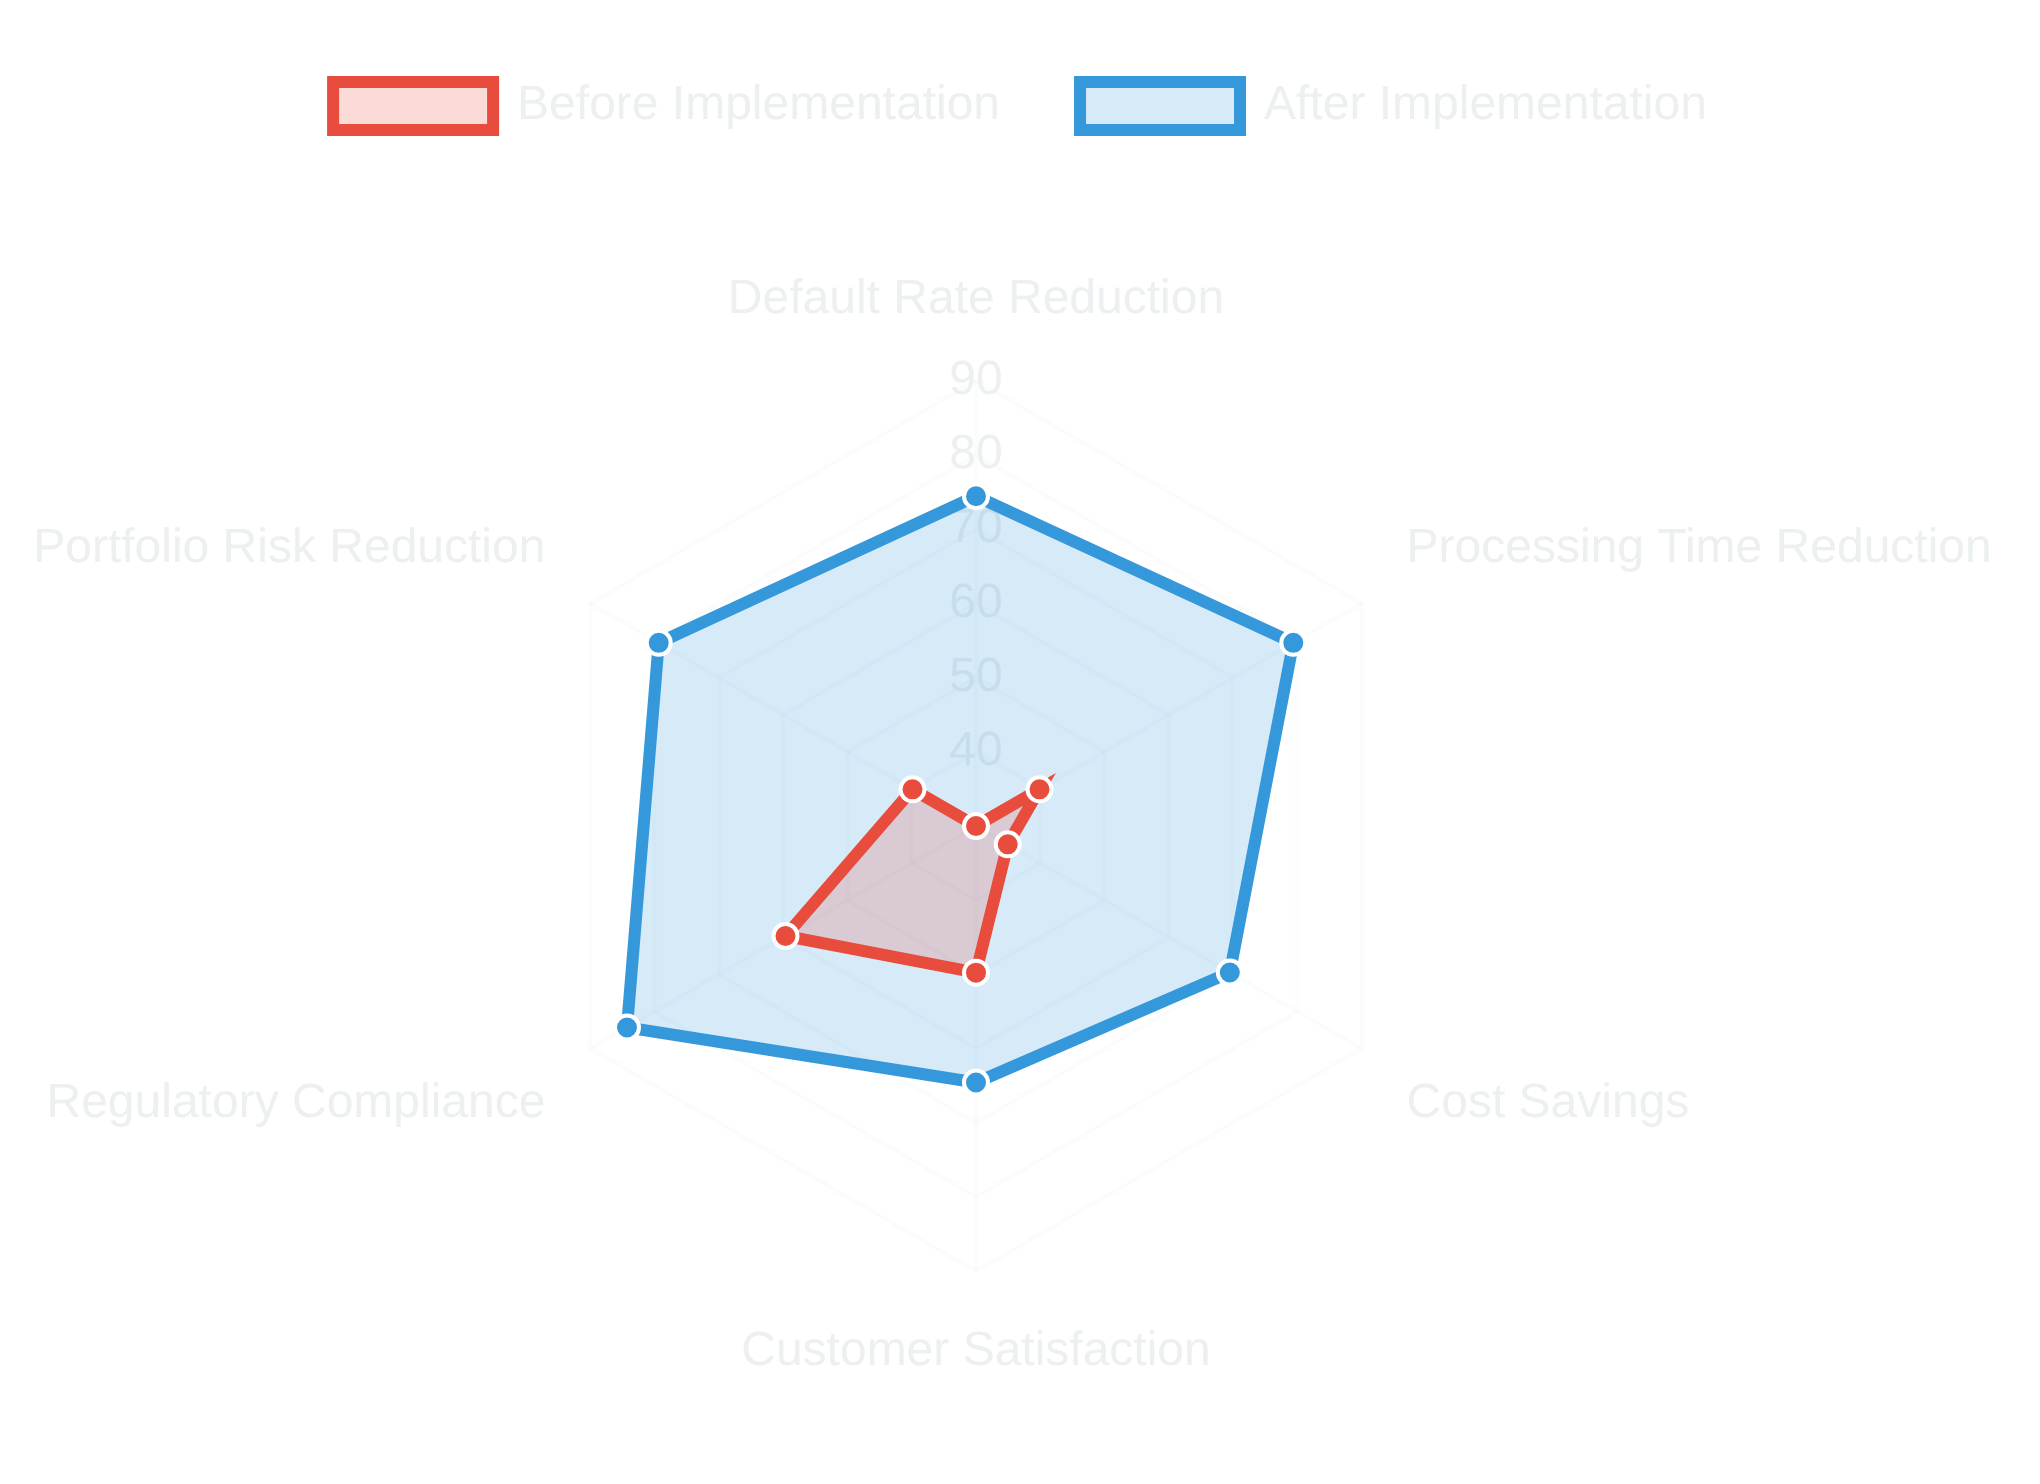 Before Implementation
After Implementation
Default Rate Reduction
90
80
70
60
50
40
Portfolio Risk Reduction
Processing Time Reduction
Regulatory Compliance
Cost Savings
Customer Satisfaction